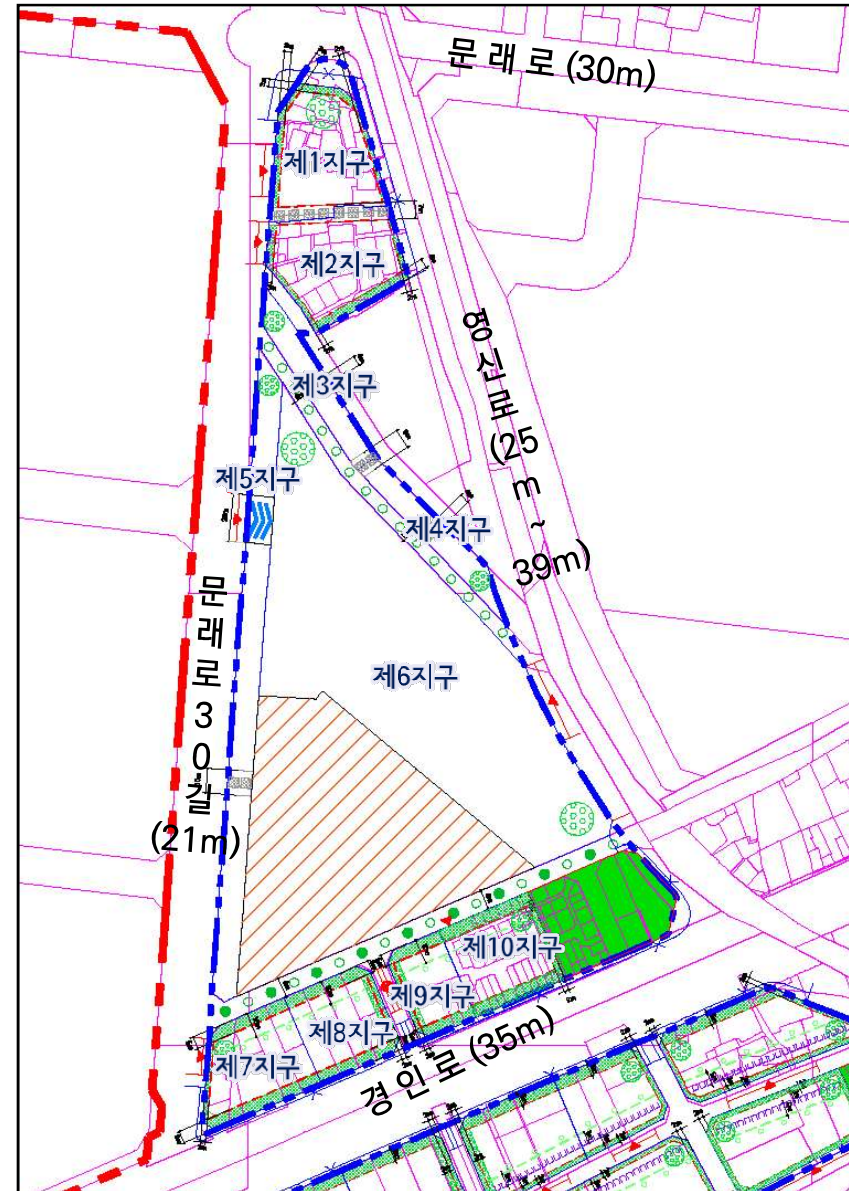 문래로 (30m)
제1지구
제2지구
영신로 (25m~39m)
제3지구
제5지구
제4지구
문래로30길 (21m)
제6지구
제10지구
제9지구
제8지구
제7지구
경인로 (35m)